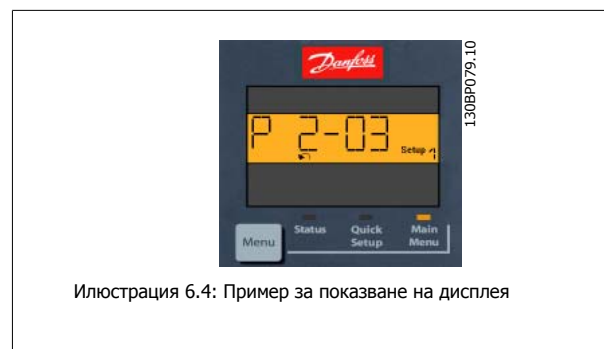 Danfoss
130BP079.10
P 2-03
Setup 1
Menu
Status
Quick Setup
Main Menu
Илюстрация 6.4: Пример за показване на дисплея